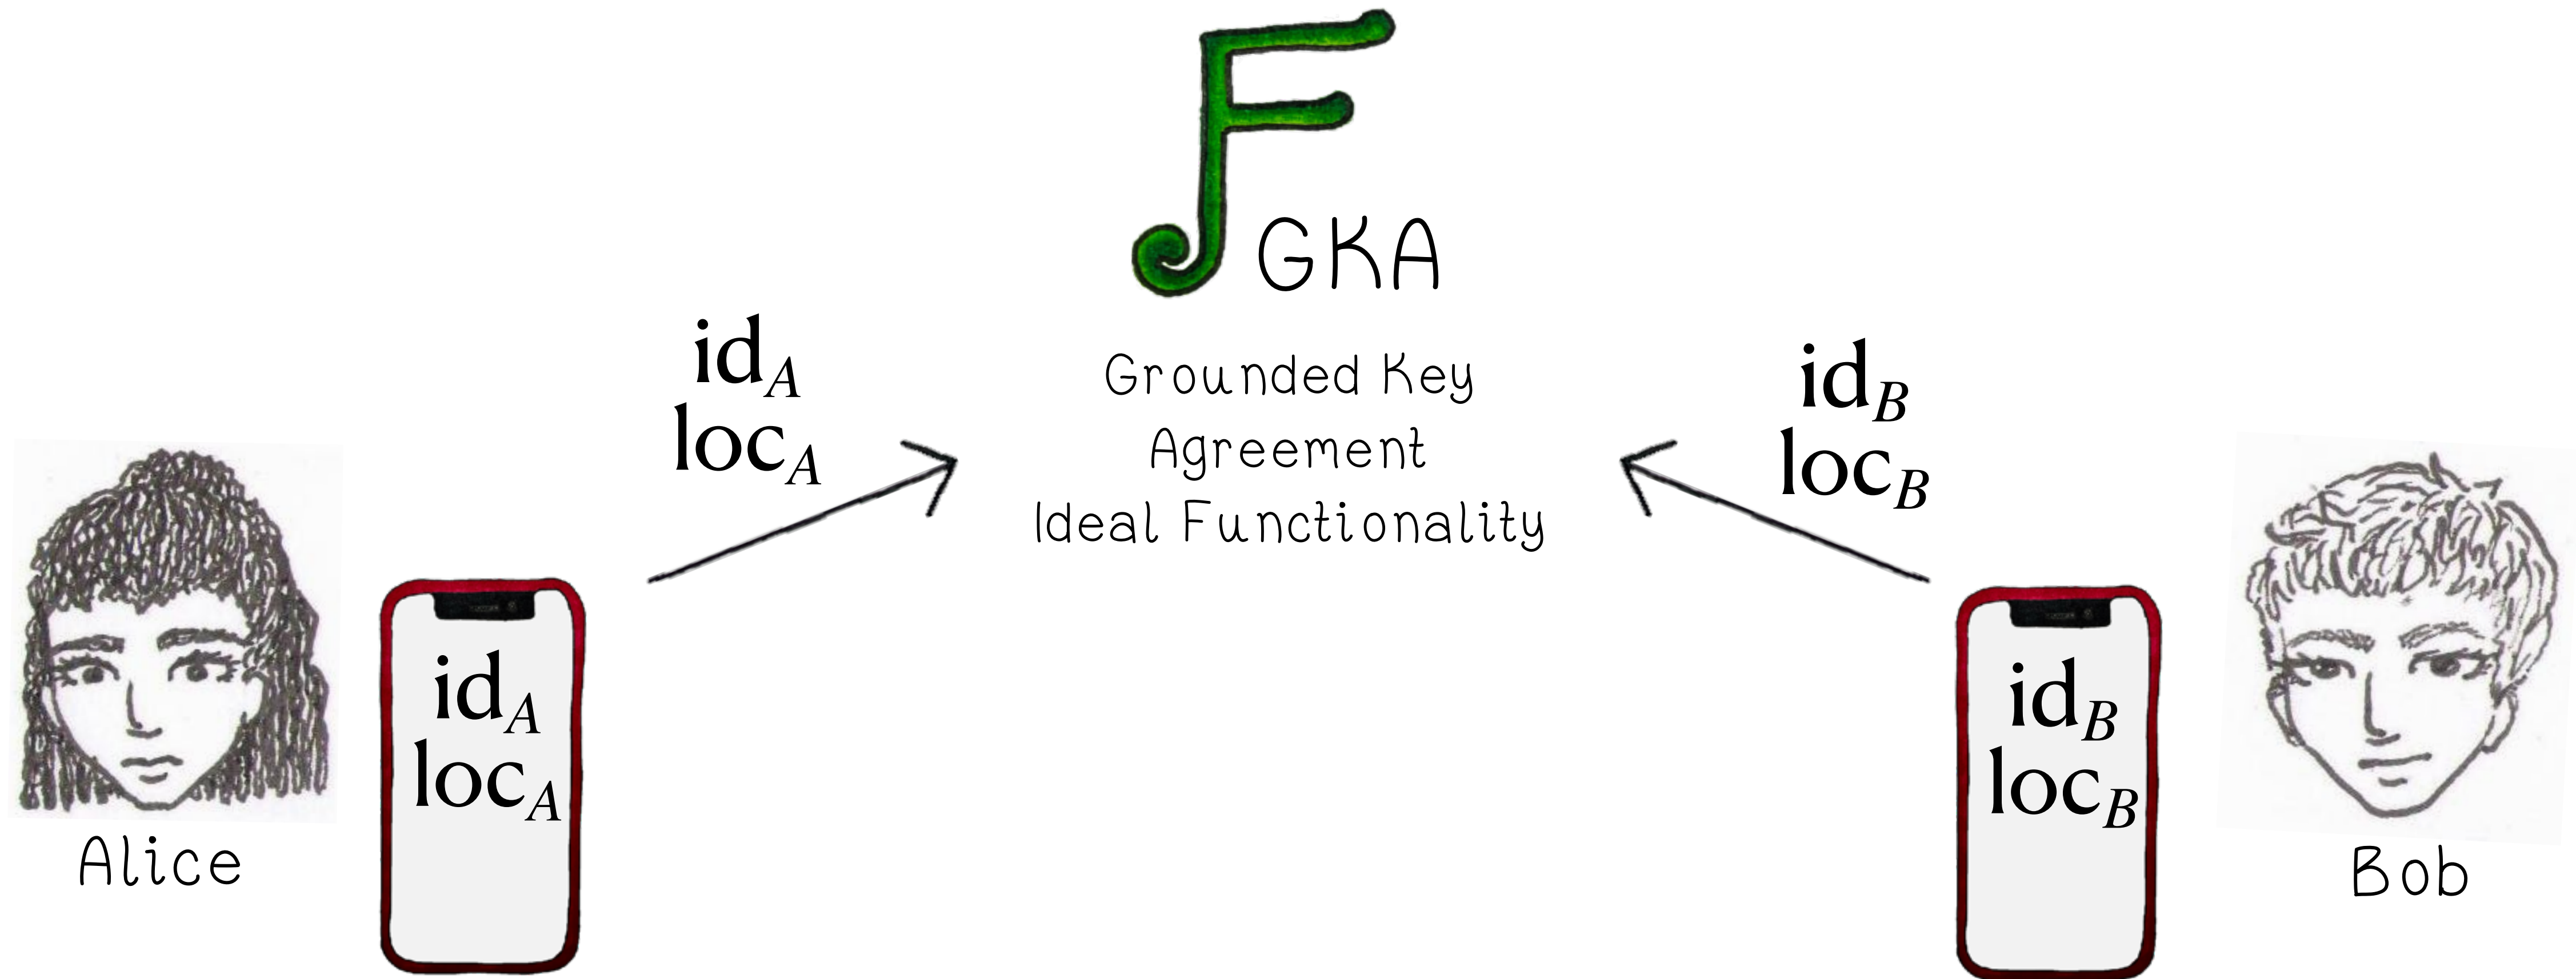 F GKA
Grounded Key
Agreement
Ideal Functionality
id_A
loc_A
id_B
loc_B
id_A
loc_A
Alice
id_B
loc_B
Bob